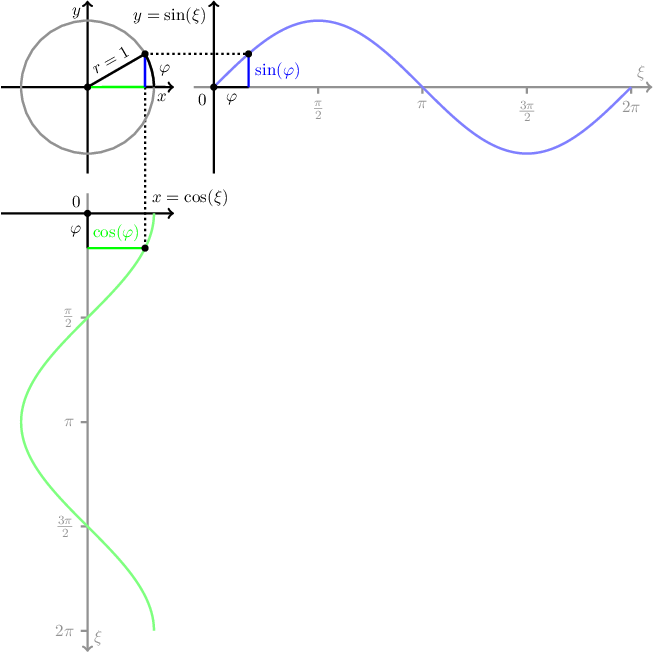 y
y = sin(ξ)
r = 1
φ
x
sin(φ)
ξ
0
φ
π/2
π
3π/2
2π
x = cos(ξ)
0
φ
cos(φ)
π/2
π
3π/2
2π
ξ